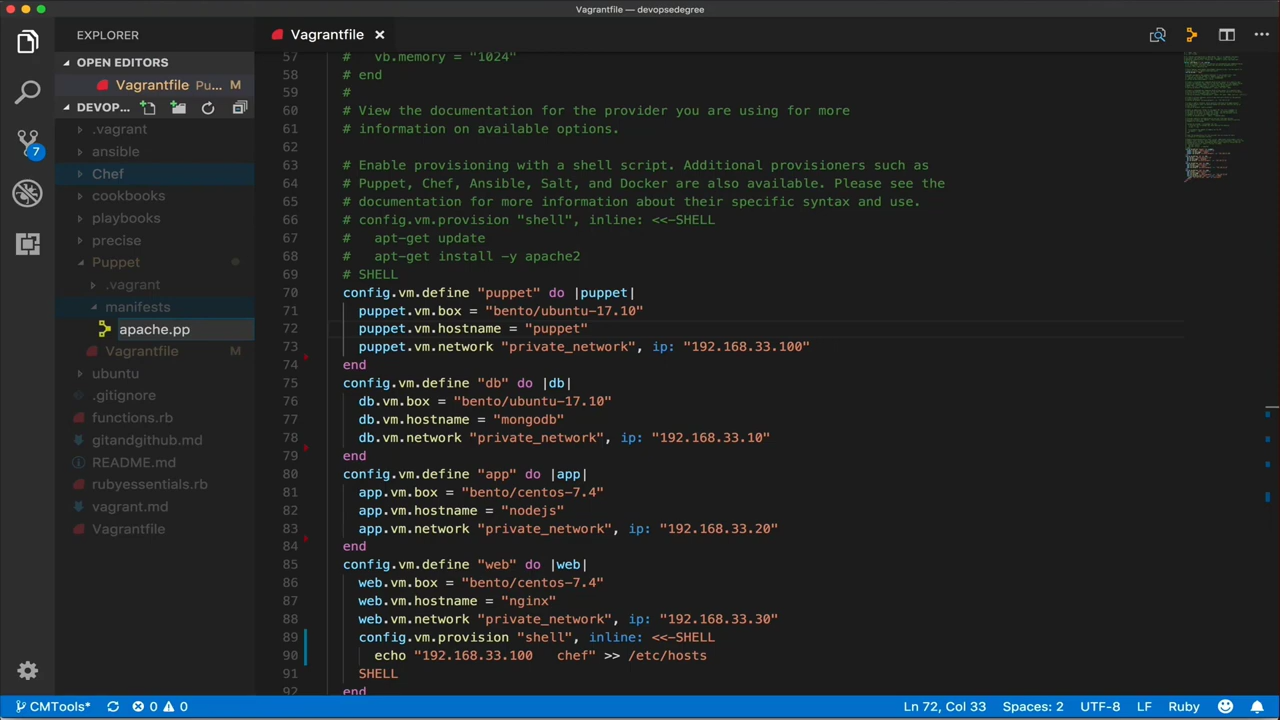 Vagrantfile — devopsedegree
EXPLORER
OPEN EDITORS
Vagrantfile Pu... M
DEVOP...
.vagrant
ansible
Chef
cookbooks
playbooks
precise
Puppet
.vagrant
manifests
apache.pp
Vagrantfile M
ubuntu
.gitignore
functions.rb
gitandgithub.md
README.md
rubyessentials.rb
vagrant.md
Vagrantfile
7
Vagrantfile
57 # vb.memory = "1024"
58 # end
59 #
60 # View the documentation for the provider you are using for more
61 # information on available options.
62
63 # Enable provisioning with a shell script. Additional provisioners such as
64 # Puppet, Chef, Ansible, Salt, and Docker are also available. Please see the
65 # documentation for more information about their specific syntax and use.
66 # config.vm.provision "shell", inline: <<-SHELL
67 # apt-get update
68 # apt-get install -y apache2
69 # SHELL
70 config.vm.define "puppet" do |puppet|
71 puppet.vm.box = "bento/ubuntu-17.10"
72 puppet.vm.hostname = "puppet"
73 puppet.vm.network "private_network", ip: "192.168.33.100"
74 end
75 config.vm.define "db" do |db|
76 db.vm.box = "bento/ubuntu-17.10"
77 db.vm.hostname = "mongodb"
78 db.vm.network "private_network", ip: "192.168.33.10"
79 end
80 config.vm.define "app" do |app|
81 app.vm.box = "bento/centos-7.4"
82 app.vm.hostname = "nodejs"
83 app.vm.network "private_network", ip: "192.168.33.20"
84 end
85 config.vm.define "web" do |web|
86 web.vm.box = "bento/centos-7.4"
87 web.vm.hostname = "nginx"
88 web.vm.network "private_network", ip: "192.168.33.30"
89 config.vm.provision "shell", inline: <<-SHELL
90 echo "192.168.33.100 chef" >> /etc/hosts
91 SHELL
92 end
CMTools* 0 0 Ln 72, Col 33 Spaces: 2 UTF-8 LF Ruby